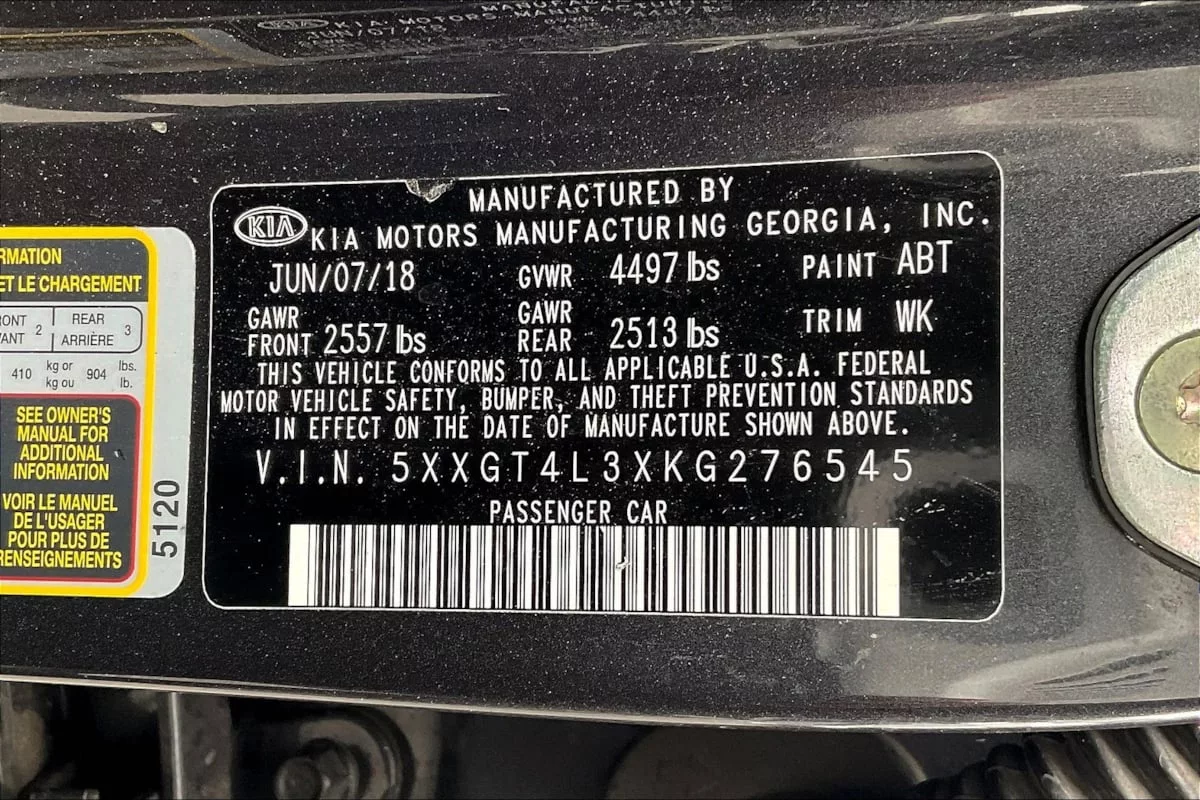 MANUFACTURED BY
KIA KIA MOTORS MANUFACTURING GEORGIA, INC.
JUN/07/18 GVWR 4497 lbs PAINT ABT
GAWR FRONT 2557 lbs GAWR REAR 2513 lbs TRIM WK
THIS VEHICLE CONFORMS TO ALL APPLICABLE U.S.A. FEDERAL
MOTOR VEHICLE SAFETY, BUMPER, AND THEFT PREVENTION STANDARDS
IN EFFECT ON THE DATE OF MANUFACTURE SHOWN ABOVE.
V.I.N. 5XXGT4L3XKG276545
PASSENGER CAR
ET LE CHARGEMENT
2 REAR 3
ARRIÈRE
410 kg or 904 lbs.
kg ou lb.
SEE OWNER'S
MANUAL FOR
ADDITIONAL
INFORMATION
VOIR LE MANUEL
DE L'USAGER
POUR PLUS DE
RENSEIGNEMENTS
5120